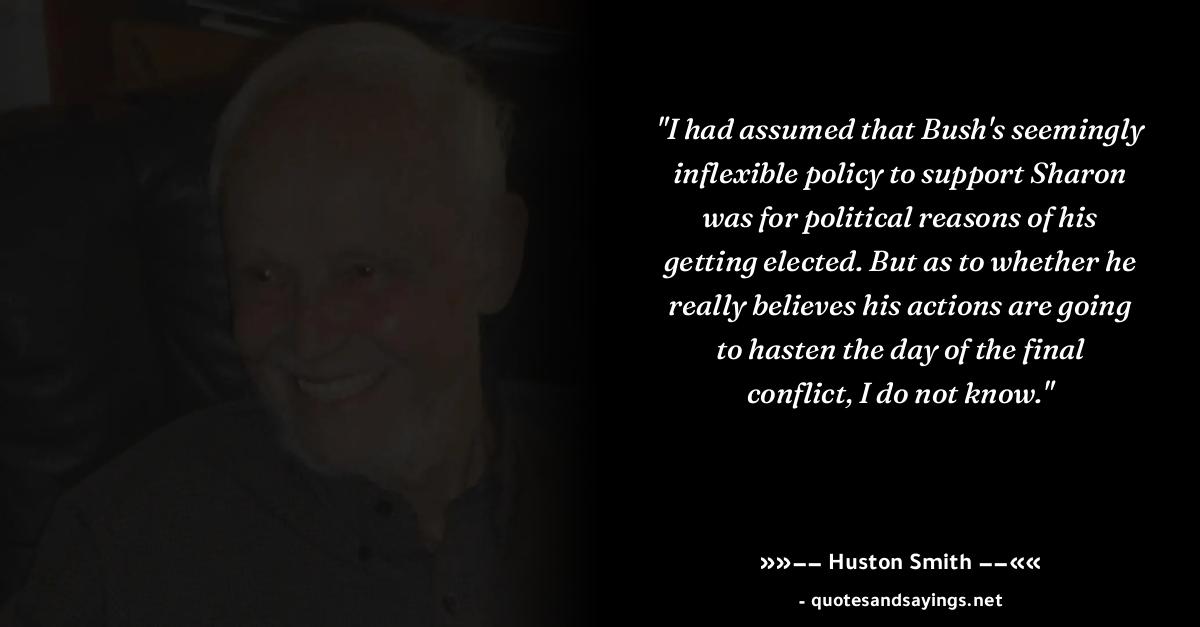 "I had assumed that Bush's seemingly
inflexible policy to support Sharon
was for political reasons of his
getting elected. But as to whether he
really believes his actions are going
to hasten the day of the final
conflict, I do not know."
»»–– Huston Smith ––««
- quotesandsayings.net